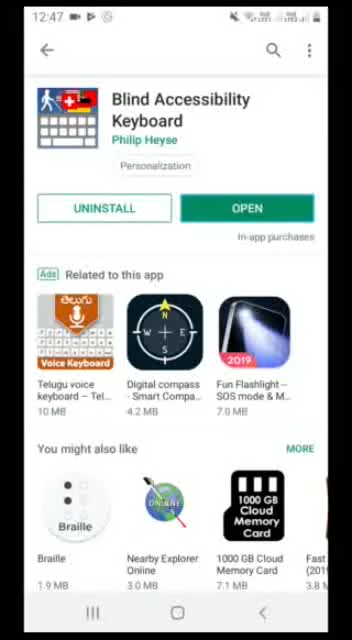 12:47
Blind Accessibility
Keyboard
Philip Heyse
Personalization
UNINSTALL
OPEN
In-app purchases
Ads Related to this app
తెలుగు
Voice Keyboard
N
W E
S
2019
Telugu voice
keyboard – Tel...
10 MB
Digital compass
- Smart Compa...
4.2 MB
Fun Flashlight –
SOS mode & M...
7.0 MB
You might also like
MORE
Braille
ONLINE
1000 GB
Cloud
Memory
Card
Braille
1.9 MB
Nearby Explorer
Online
3.0 MB
1000 GB Cloud
Memory Card
7.1 MB
Fast
(201
3.8 M